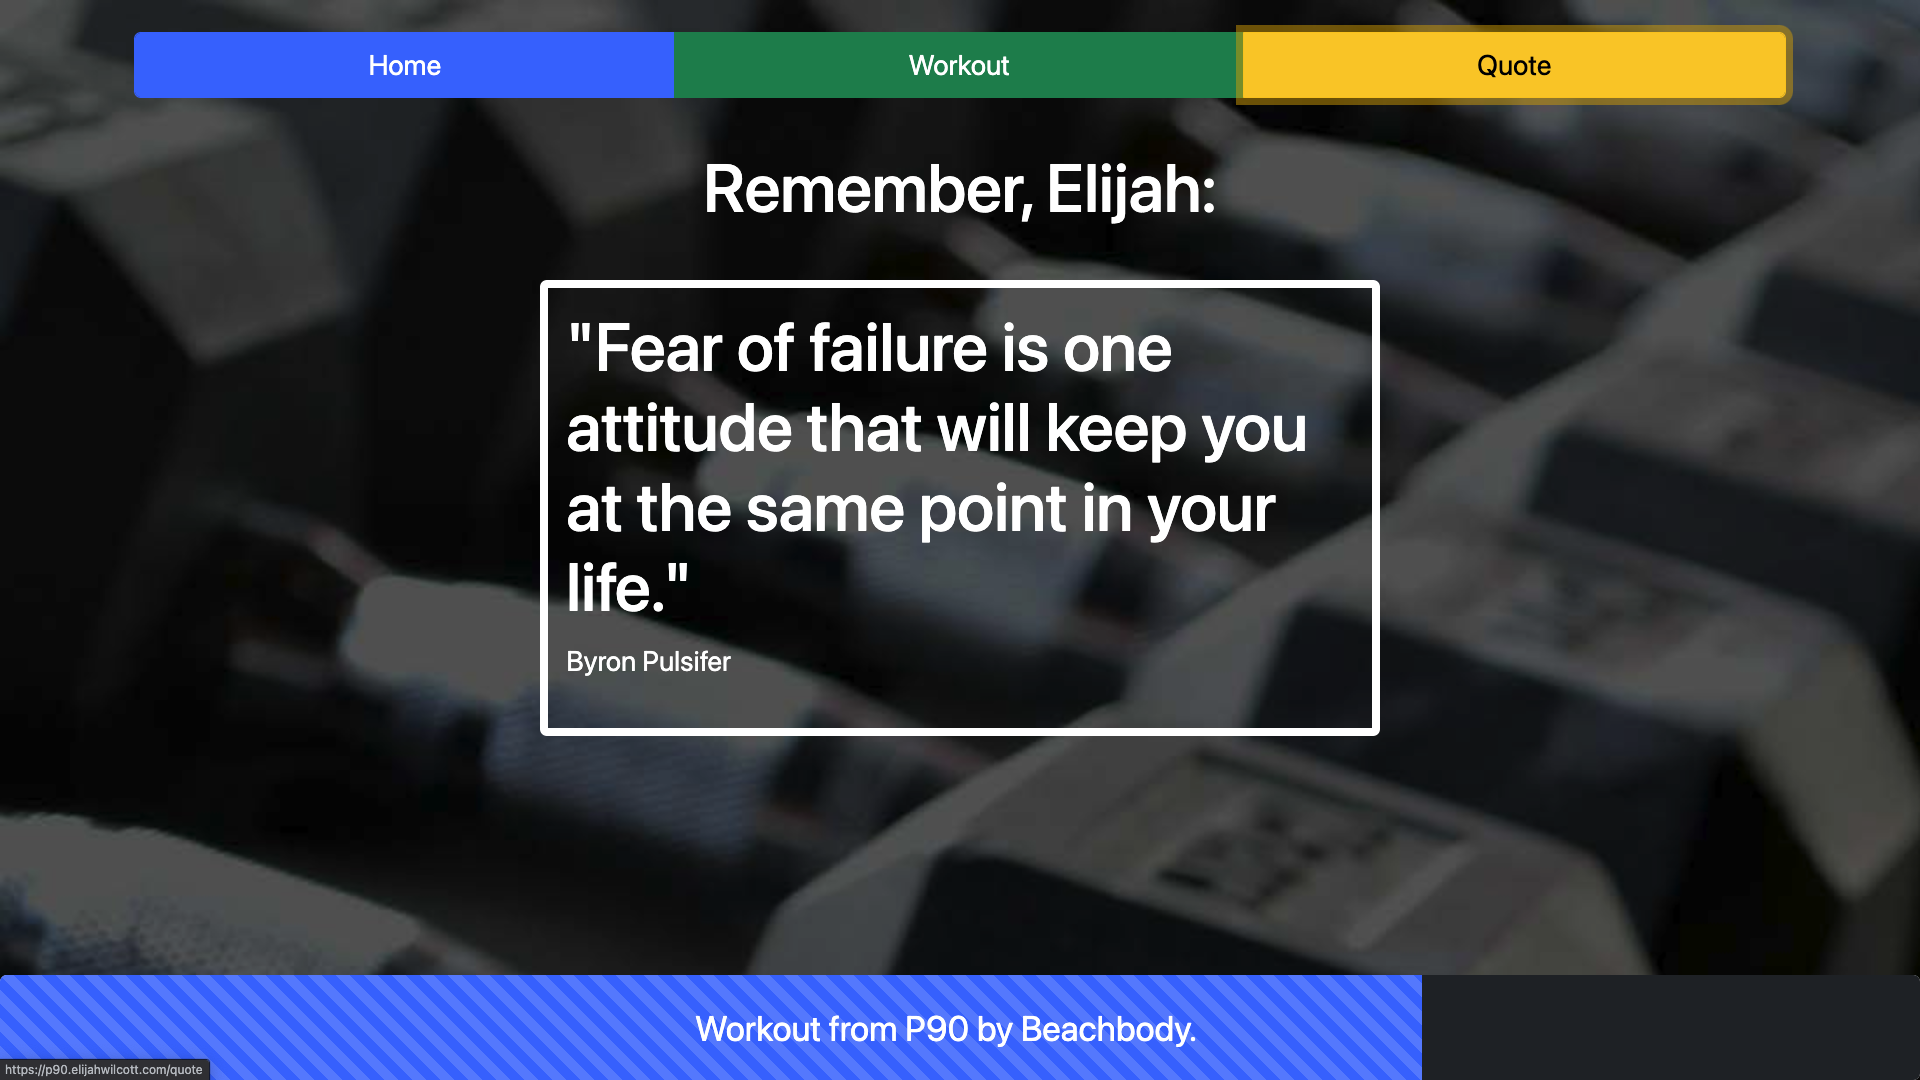 Home
Workout
Quote
Remember, Elijah:
"Fear of failure is one
attitude that will keep you
at the same point in your
life."
Byron Pulsifer
Workout from P90 by Beachbody.
https://p90.elijahwilcott.com/quote